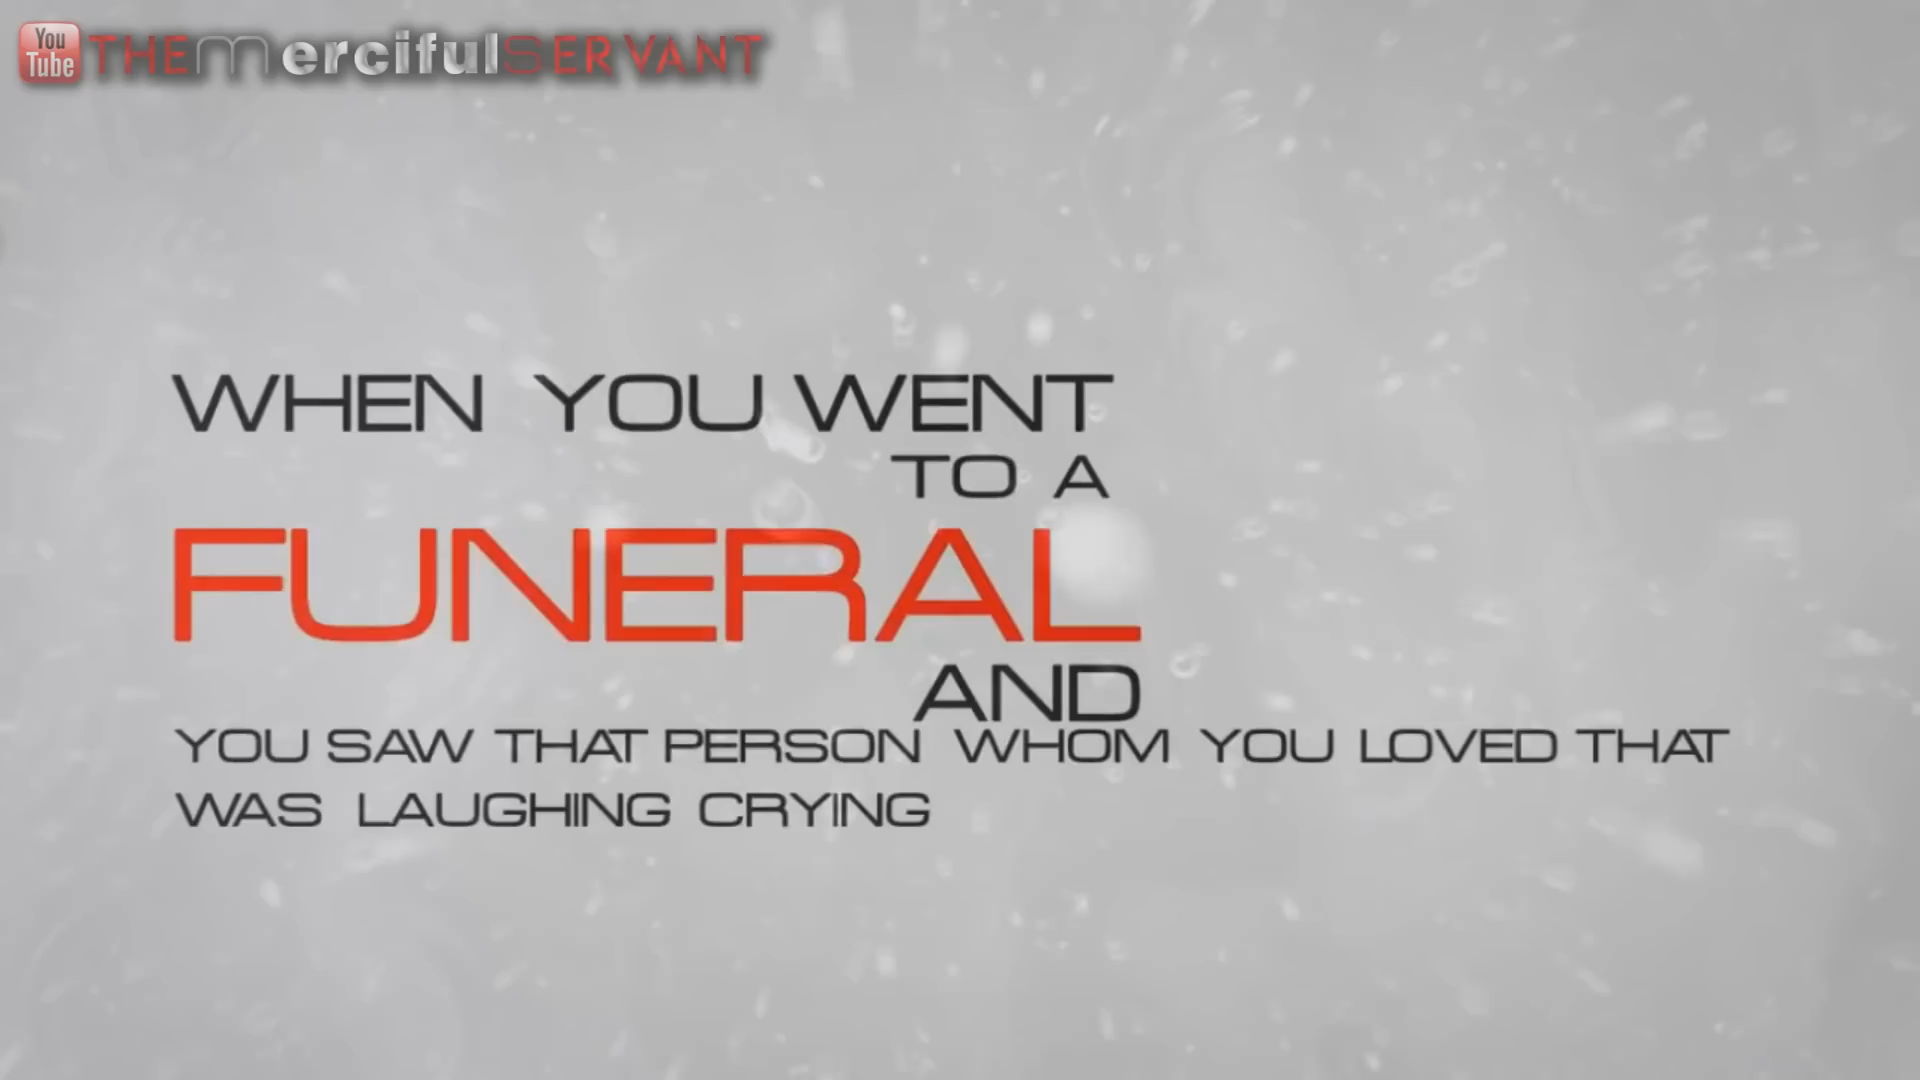 You Tube THEmercifulSERVANT
WHEN YOU WENT
TO A
FUNERAL
AND
YOU SAW THAT PERSON WHOM YOU LOVED THAT
WAS LAUGHING CRYING